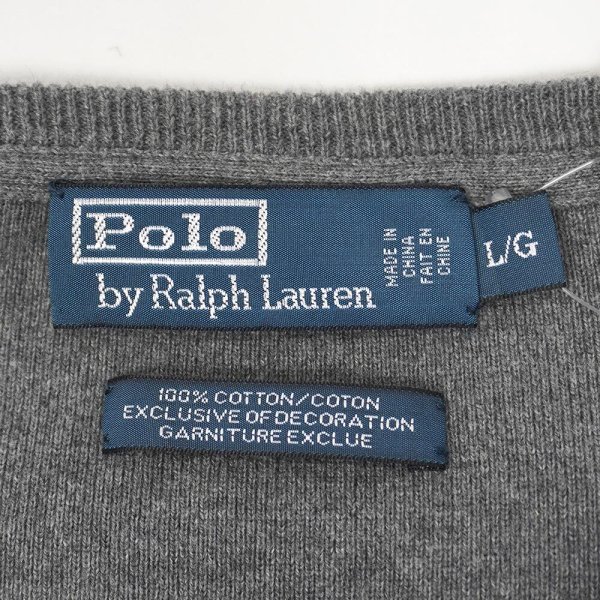 Polo
by Ralph Lauren
MADE IN
CHINA
FAIT EN
CHINE
L/G
100% COTTON/COTON
EXCLUSIVE OF DECORATION
GARNITURE EXCLUE